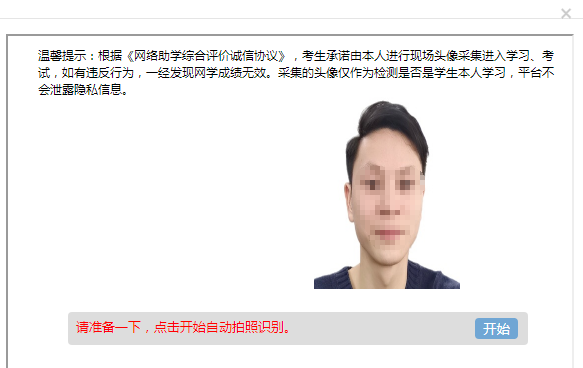 温馨提示：根据《网络助学综合评价诚信协议》，考生承诺由本人进行现场头像采集进入学习、考
试，如有违反行为，一经发现网学成绩无效。采集的头像仅作为检测是否是学生本人学习，平台不
会泄露隐私信息。
请准备一下，点击开始自动拍照识别。 开始